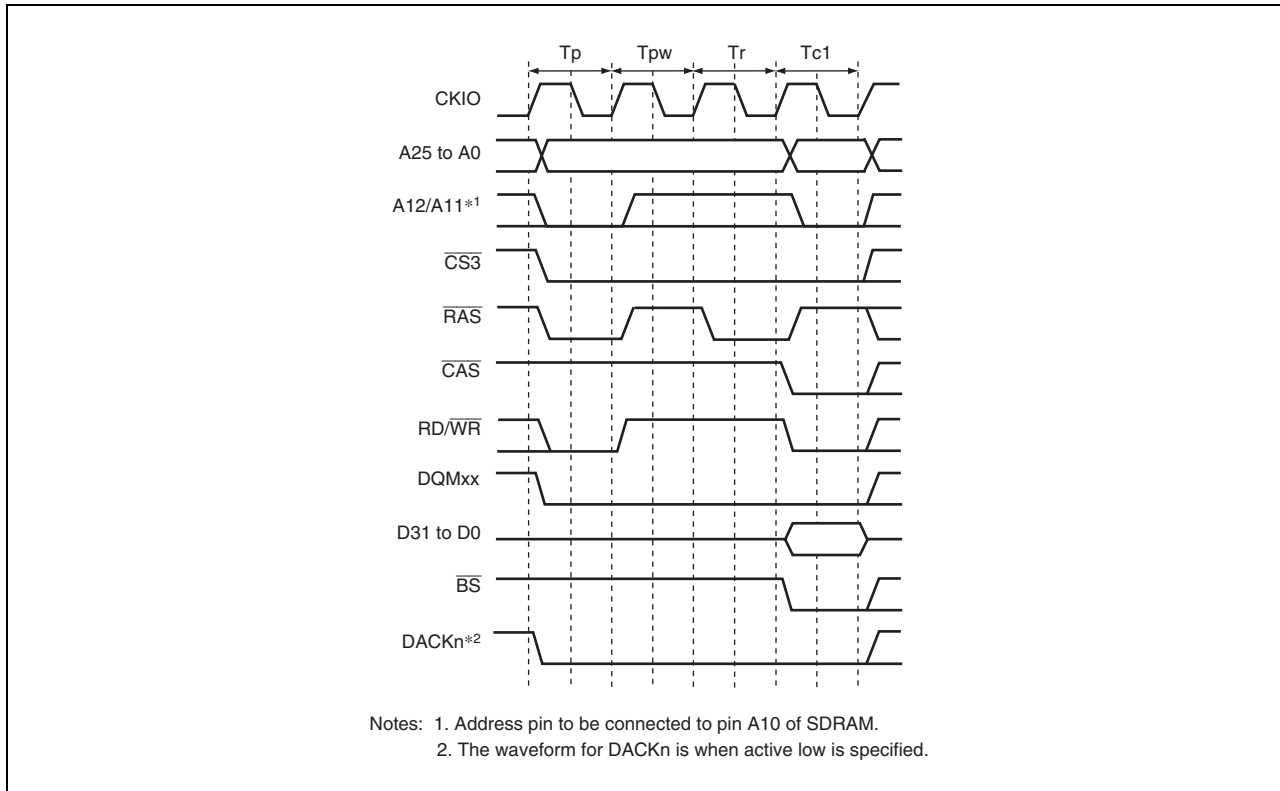 Tp Tpw Tr Tc1
CKIO
A25 to A0
A12/A11*1
CS3
RAS
CAS
RD/WR
DQMxx
D31 to D0
BS
DACKn*2
Notes: 1. Address pin to be connected to pin A10 of SDRAM.
2. The waveform for DACKn is when active low is specified.